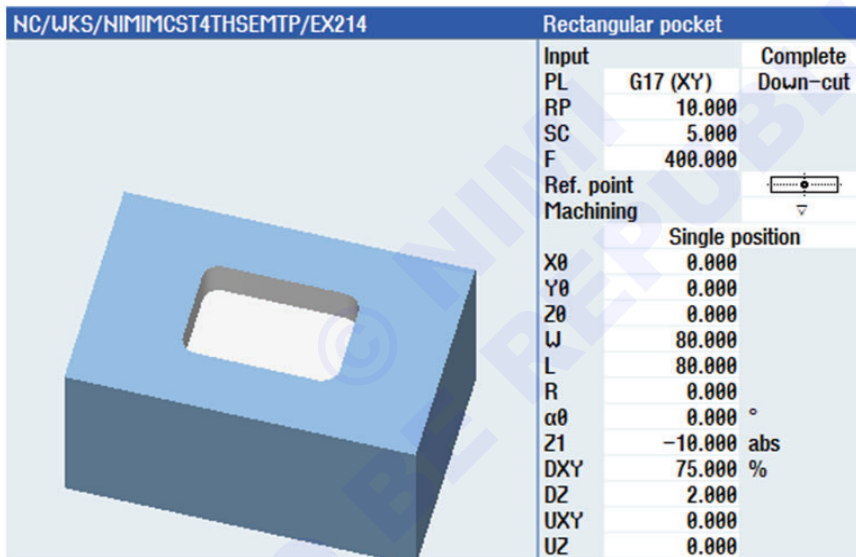 NC/WKS/NIMIMCST4THSEMTP/EX214
Rectangular pocket
Input Complete
PL G17 (XY) Down-cut
RP 10.000
SC 5.000
F 400.000
Ref. point
Machining ▽
Single position
X0 0.000
Y0 0.000
Z0 0.000
W 80.000
L 80.000
R 0.000
α0 0.000 °
Z1 -10.000 abs
DXY 75.000 %
DZ 2.000
UXY 0.000
UZ 0.000
© NIMI
BE REPUBL